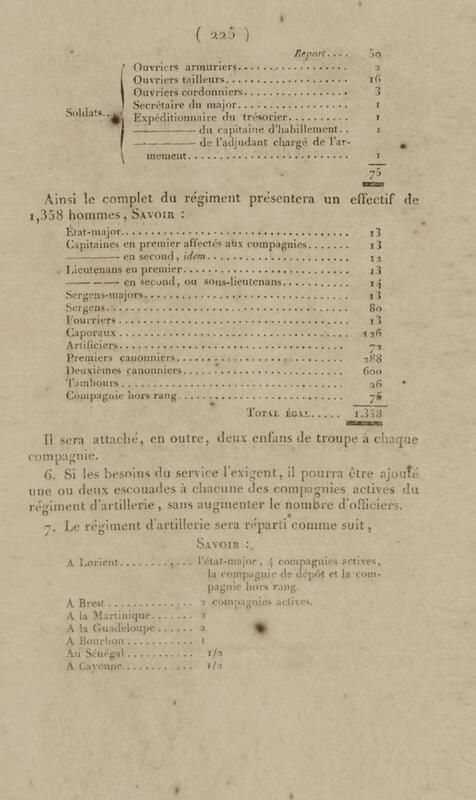 ( 225 )
Report.... 50
Soldats..
Ouvriers armuriers.......... 2
Ouvriers tailleurs.......... 16
Ouvriers cordonniers.......... 3
Secrétaire du major.......... 1
Expéditionnaire du trésorier.......... 1
——— du capitaine d'habillement.. 1
——— de l'adjudant chargé de l'ar-
mement.......... 1
75
Ainsi le complet du régiment présentera un effectif de
1,358 hommes, SAVOIR :
État-major.......... 13
Capitaines en premier affectés aux compagnies....... 13
——— en second, idem.......... 12
Lieutenans en premier.......... 13
——— en second, ou sous-lieutenans.......... 14
Sergens-majors.......... 13
Sergens.......... 80
Fourriers.......... 13
Caporaux.......... 126
Artificiers.......... 72
Premiers canonniers.......... 288
Deuxièmes canonniers.......... 600
Tambours.......... 26
Compagnie hors rang.......... 75
TOTAL ÉGAL..... 1,358
Il sera attaché, en outre, deux enfans de troupe à chaque
compagnie.
6. Si les besoins du service l'exigent, il pourra être ajouté
une ou deux escouades à chacune des compagnies actives du
régiment d'artillerie, sans augmenter le nombre d'officiers.
7. Le régiment d'artillerie sera réparti comme suit,
SAVOIR :
A Lorient.......... l'état-major, 4 compagnies actives,
la compagnie de dépôt et la com-
pagnie hors rang.
A Brest.......... 2 compagnies actives.
A la Martinique....... 2
A la Guadeloupe...... 2
A Bourbon.......... 1
Au Sénégal.......... 1/2
A Cayenne.......... 1/2